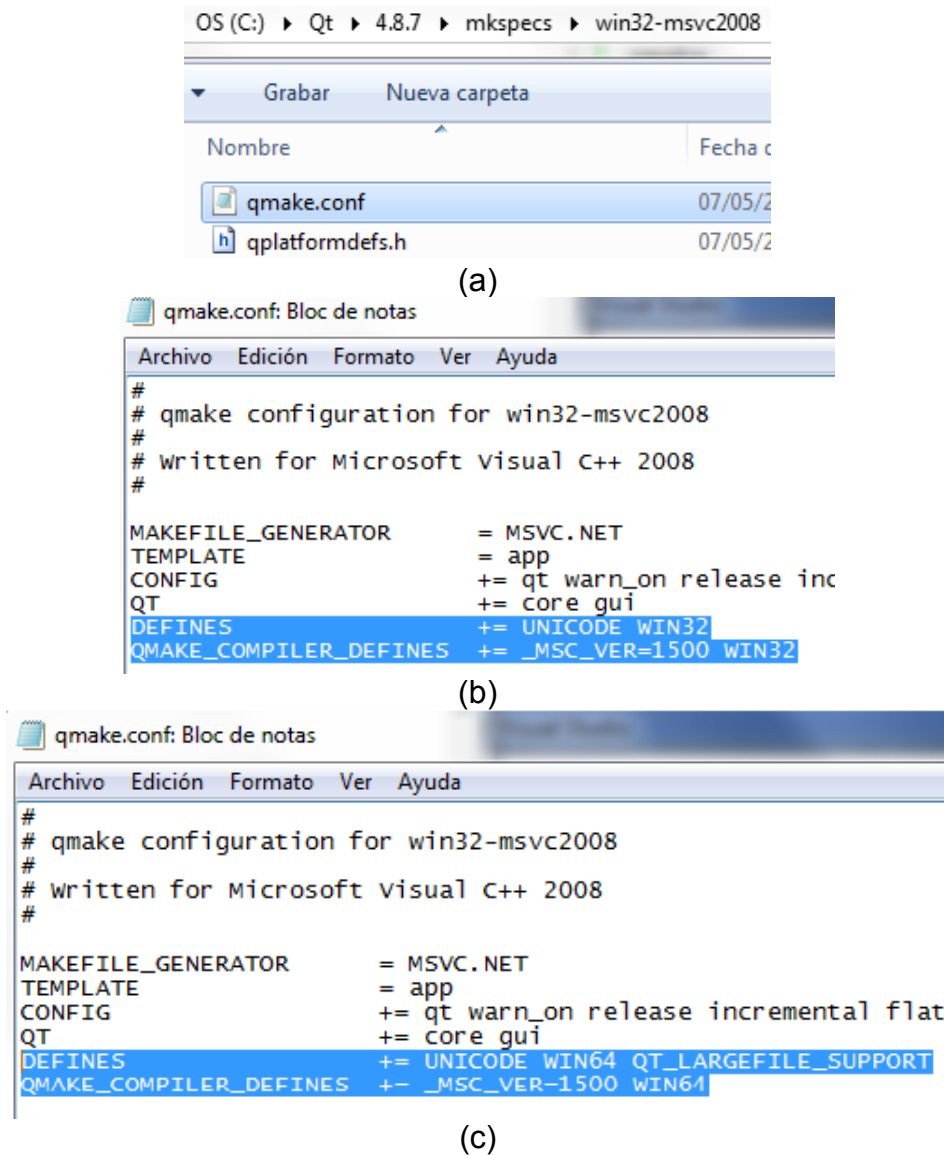 OS (C:) ▸ Qt ▸ 4.8.7 ▸ mkspecs ▸ win32-msvc2008
Grabar Nueva carpeta
Nombre Fecha
qmake.conf 07/05/2
qplatformdefs.h 07/05/2
(a)
qmake.conf: Bloc de notas
Archivo Edición Formato Ver Ayuda
#
# qmake configuration for win32-msvc2008
#
# Written for Microsoft Visual C++ 2008
#
MAKEFILE_GENERATOR = MSVC.NET
TEMPLATE = app
CONFIG += qt warn_on release inc
QT += core gui
DEFINES += UNICODE WIN32
QMAKE_COMPILER_DEFINES += _MSC_VER=1500 WIN32
(b)
qmake.conf: Bloc de notas
Archivo Edición Formato Ver Ayuda
#
# qmake configuration for win32-msvc2008
#
# Written for Microsoft Visual C++ 2008
#
MAKEFILE_GENERATOR = MSVC.NET
TEMPLATE = app
CONFIG += qt warn_on release incremental flat
QT += core gui
DEFINES += UNICODE WIN64 QT_LARGEFILE_SUPPORT
QMAKE_COMPILER_DEFINES += _MSC_VER=1500 WIN64
(c)